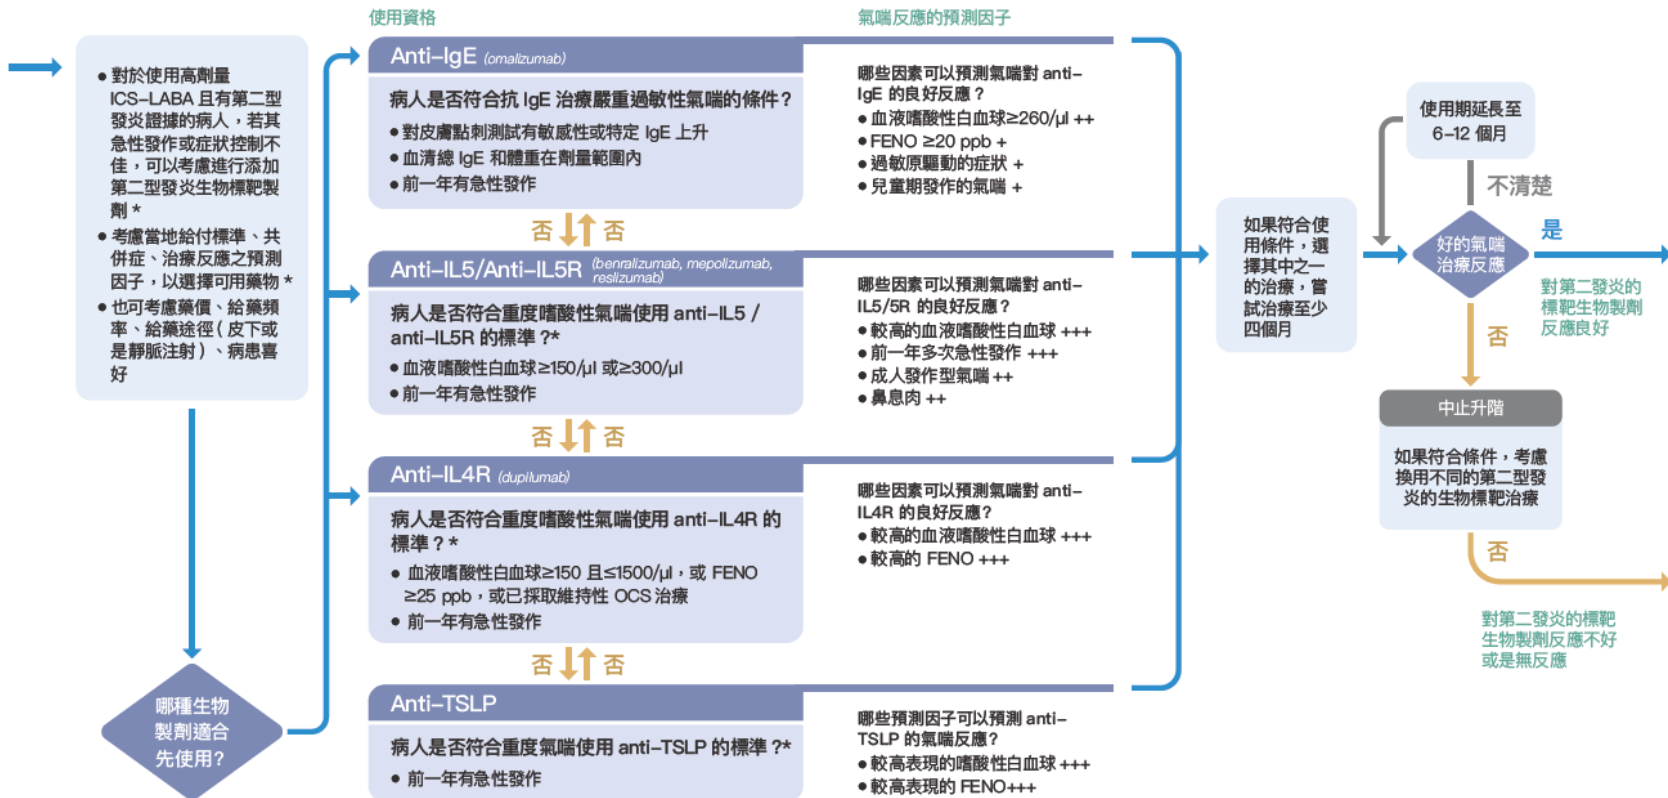 使用資格
氣喘反應的預測因子
● 對於使用高劑量
ICS-LABA 且有第二型
發炎證據的病人，若其
急性發作或症狀控制不
佳，可以考慮進行添加
第二型發炎生物標靶製
劑 *
● 考慮當地給付標準、共
併症、治療反應之預測
因子，以選擇可用藥物 *
● 也可考慮藥價、給藥頻
率、給藥途徑（皮下或
是靜脈注射）、病患喜
好
哪種生物
製劑適合
先使用？
Anti-IgE (omalizumab)
病人是否符合抗 IgE 治療嚴重過敏性氣喘的條件？
● 對皮膚點刺測試有敏感性或特定 IgE 上升
● 血清總 IgE 和體重在劑量範圍內
● 前一年有急性發作
哪些因素可以預測氣喘對 anti-
IgE 的良好反應？
● 血液嗜酸性白血球≥260/μl ++
● FENO ≥20 ppb +
● 過敏原驅動的症狀 +
● 兒童期發作的氣喘 +
否 否
Anti-IL5/Anti-IL5R (benralizumab, mepolizumab,
reslizumab)
病人是否符合重度嗜酸性氣喘使用 anti-IL5 /
anti-IL5R 的標準？*
● 血液嗜酸性白血球≥150/μl 或≥300/μl
● 前一年有急性發作
哪些因素可以預測氣喘對 anti-
IL5/5R 的良好反應？
● 較高的血液嗜酸性白血球 +++
● 前一年多次急性發作 +++
● 成人發作型氣喘 ++
● 鼻息肉 ++
否 否
Anti-IL4R (dupilumab)
病人是否符合重度嗜酸性氣喘使用 anti-IL4R 的
標準？*
● 血液嗜酸性白血球≥150 且≤1500/μl，或 FENO
≥25 ppb，或已採取維持性 OCS 治療
● 前一年有急性發作
哪些因素可以預測氣喘對 anti-
IL4R 的良好反應？
● 較高的血液嗜酸性白血球 +++
● 較高的 FENO +++
否 否
Anti-TSLP
病人是否符合重度氣喘使用 anti-TSLP 的標準？*
● 前一年有急性發作
哪些預測因子可以預測 anti-
TSLP 的氣喘反應？
● 較高表現的嗜酸性白血球 +++
● 較高表現的 FENO+++
如果符合使
用條件，選
擇其中之一
的治療，嘗
試治療至少
四個月
使用期延長至
6-12 個月
不清楚
好的氣喘
治療反應
是
對第二發炎的
標靶生物製劑
反應良好
否
中止升階
如果符合條件，考慮
換用不同的第二型發
炎的生物標靶治療
否
對第二發炎的標靶
生物製劑反應不好
或是無反應